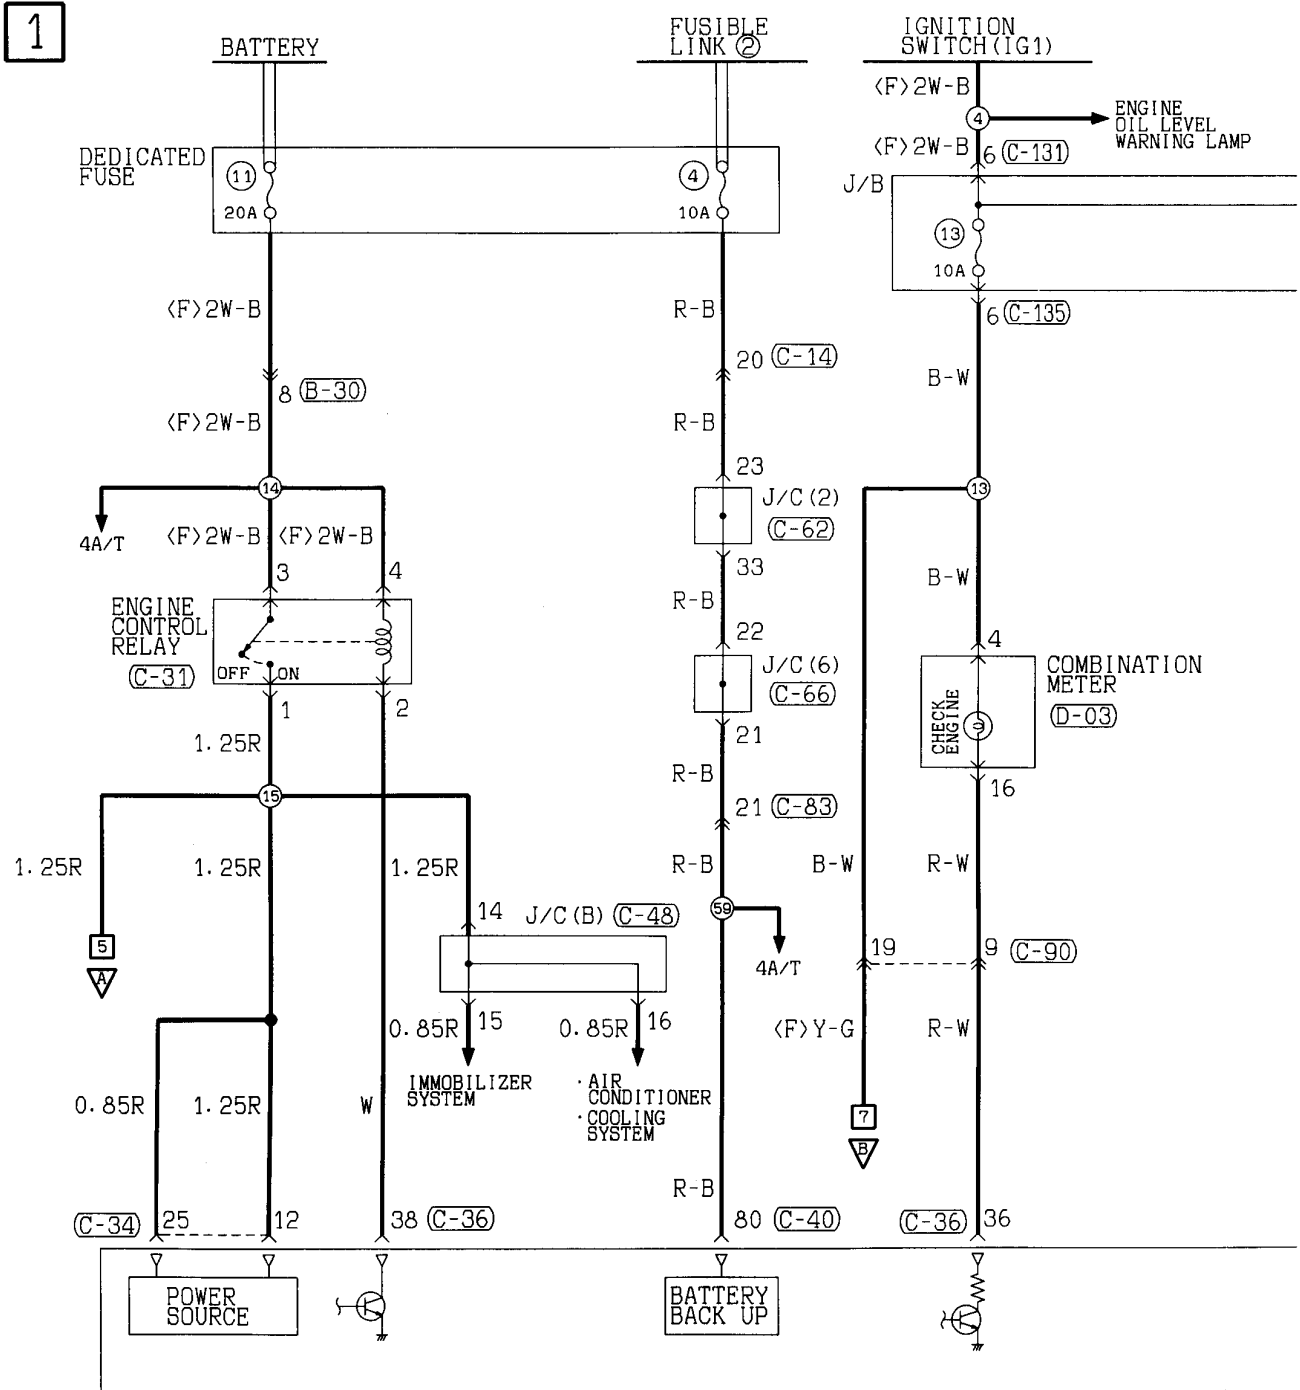 1
BATTERY
FUSIBLE
LINK ②
IGNITION
SWITCH(IG1)
<F>2W-B
4
ENGINE
OIL LEVEL
WARNING LAMP
<F>2W-B
6 C-131
DEDICATED
FUSE
11
20A
4
10A
J/B
13
10A
<F>2W-B
R-B
6 C-135
20 C-14
B-W
8 B-30
<F>2W-B
R-B
14
23
13
J/C(2)
C-62
4A/T
<F>2W-B
<F>2W-B
33
3
4
B-W
R-B
ENGINE
CONTROL
RELAY
C-31
OFF
ON
22
4
J/C(6)
C-66
COMBINATION
METER
D-03
CHECK
ENGINE
1
2
21
1.25R
R-B
16
15
21 C-83
1.25R
1.25R
1.25R
R-B
B-W
R-W
14
J/C(B) C-48
59
5
A
4A/T
19
9 C-90
0.85R
15
0.85R
16
<F>Y-G
R-W
IMMOBILIZER
SYSTEM
·AIR
CONDITIONER
·COOLING
SYSTEM
0.85R
1.25R
W
7
B
R-B
C-34
25
12
38 C-36
80 C-40
C-36
36
POWER
SOURCE
BATTERY
BACK UP